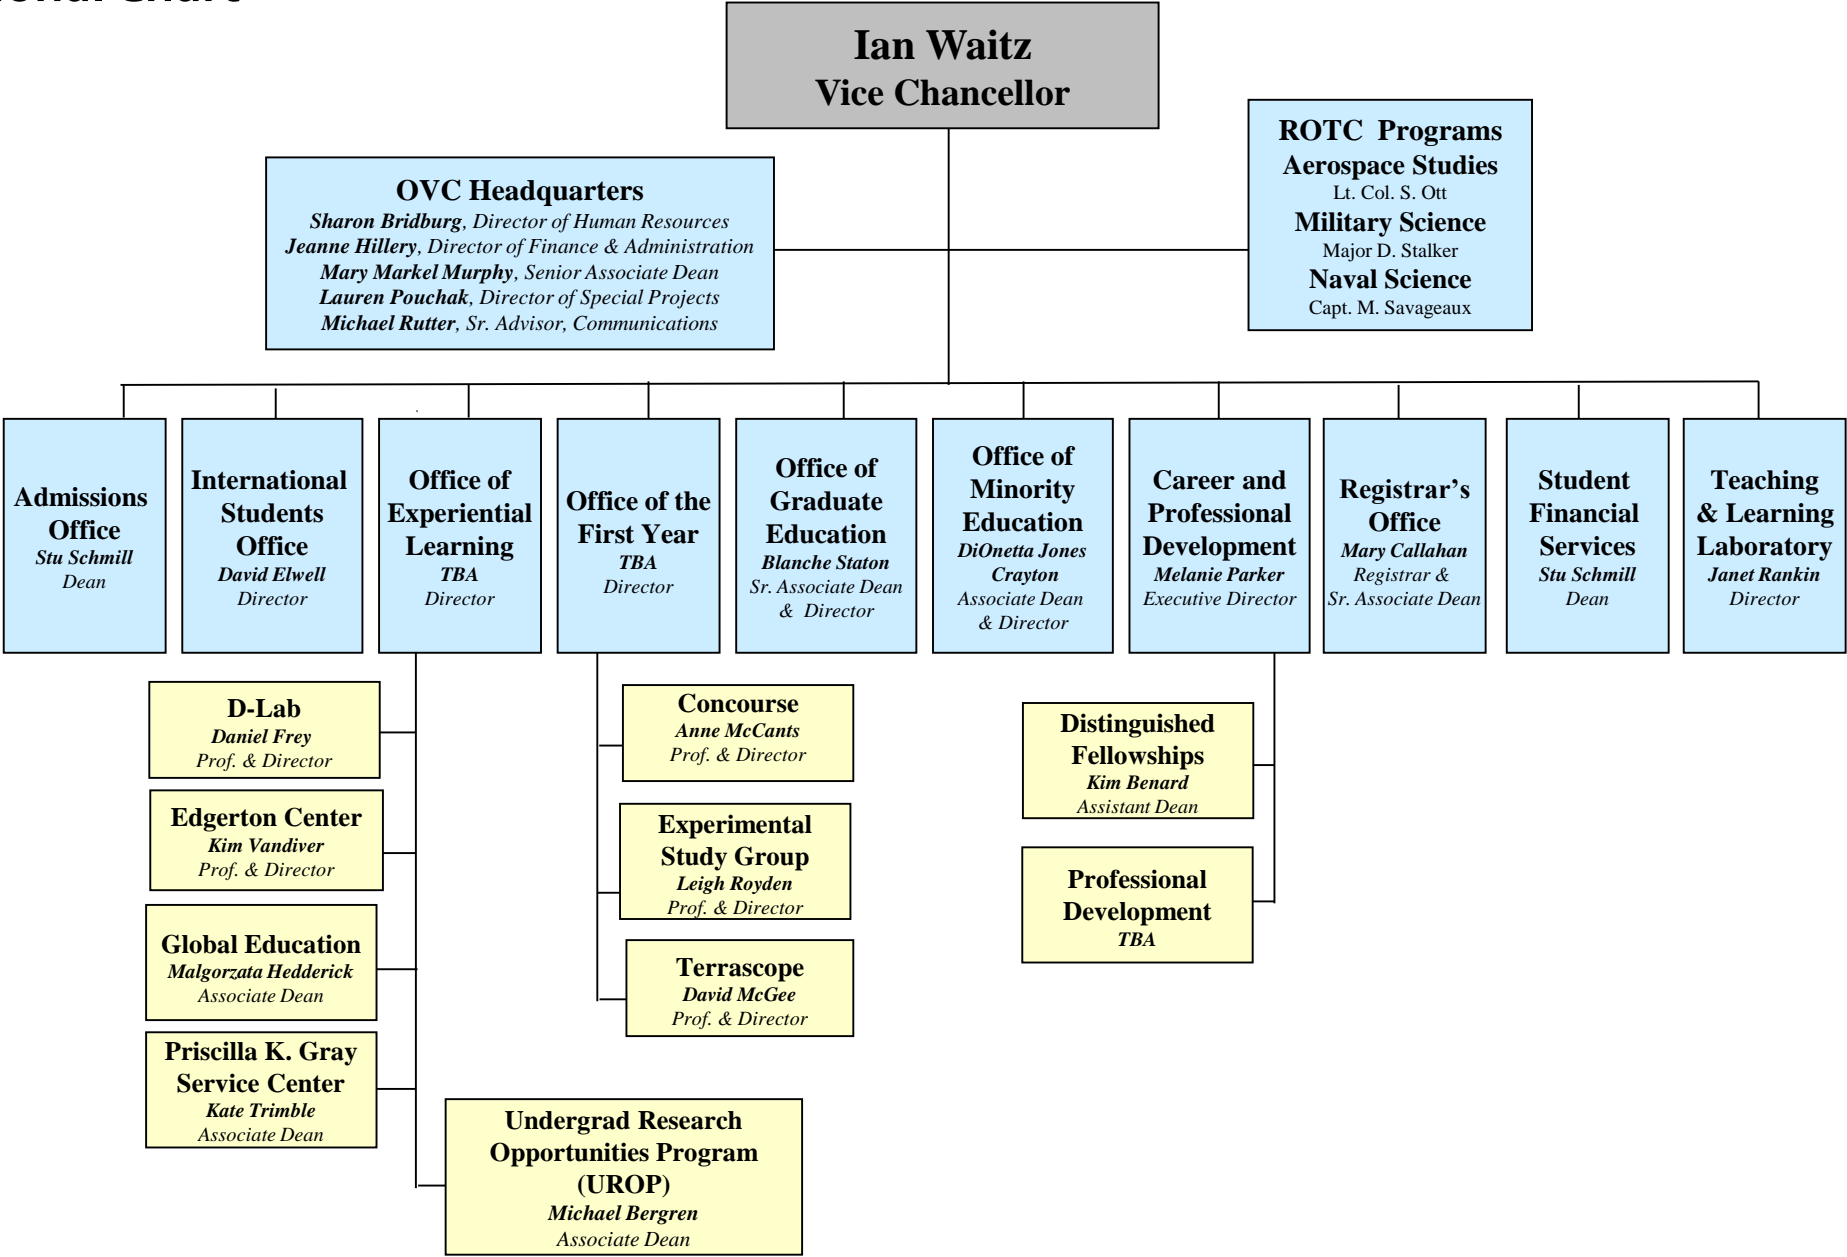 Ian Waitz
Vice Chancellor
ROTC Programs
Aerospace Studies
Lt. Col. S. Ott
Military Science
Major D. Stalker
Naval Science
Capt. M. Savageaux
OVC Headquarters
Sharon Bridburg, Director of Human Resources
Jeanne Hillery, Director of Finance & Administration
Mary Markel Murphy, Senior Associate Dean
Lauren Pouchak, Director of Special Projects
Michael Rutter, Sr. Advisor, Communications
Admissions
Office
Stu Schmill
Dean
International
Students
Office
David Elwell
Director
Office of
Experiential
Learning
TBA
Director
Office of the
First Year
TBA
Director
Office of
Graduate
Education
Blanche Staton
Sr. Associate Dean
& Director
Office of
Minority
Education
DiOnetta Jones
Crayton
Associate Dean
& Director
Career and
Professional
Development
Melanie Parker
Executive Director
Registrar’s
Office
Mary Callahan
Registrar &
Sr. Associate Dean
Student
Financial
Services
Stu Schmill
Dean
Teaching
& Learning
Laboratory
Janet Rankin
Director
D-Lab
Daniel Frey
Prof. & Director
Edgerton Center
Kim Vandiver
Prof. & Director
Global Education
Malgorzata Hedderick
Associate Dean
Priscilla K. Gray
Service Center
Kate Trimble
Associate Dean
Undergrad Research
Opportunities Program
(UROP)
Michael Bergren
Associate Dean
Concourse
Anne McCants
Prof. & Director
Experimental
Study Group
Leigh Royden
Prof. & Director
Terrascope
David McGee
Prof. & Director
Distinguished
Fellowships
Kim Benard
Assistant Dean
Professional
Development
TBA